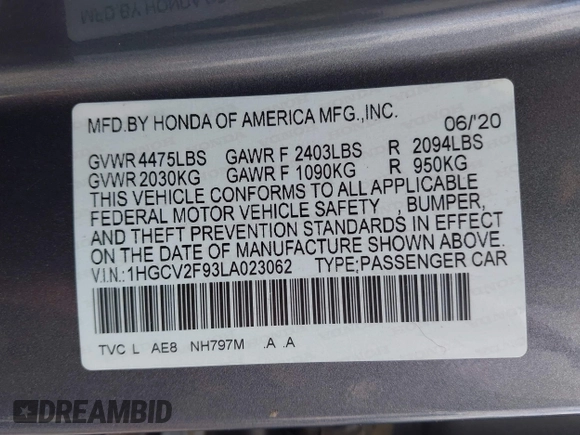 MFD.BY HONDA OF AMERICA MFG.,INC. 06/20
GVWR 4475LBS GAWR F 2403LBS R 2094LBS
GVWR 2030KG GAWR F 1090KG R 950KG
THIS VEHICLE CONFORMS TO ALL APPLICABLE
FEDERAL MOTOR VEHICLE SAFETY , BUMPER,
AND THEFT PREVENTION STANDARDS IN EFFECT
ON THE DATE OF MANUFACTURE SHOWN ABOVE.
V.I.N.: 1HGCV2F93LA023062 TYPE;PASSENGER CAR
TVC L AE8 NH797M .A .A
DREAMBID